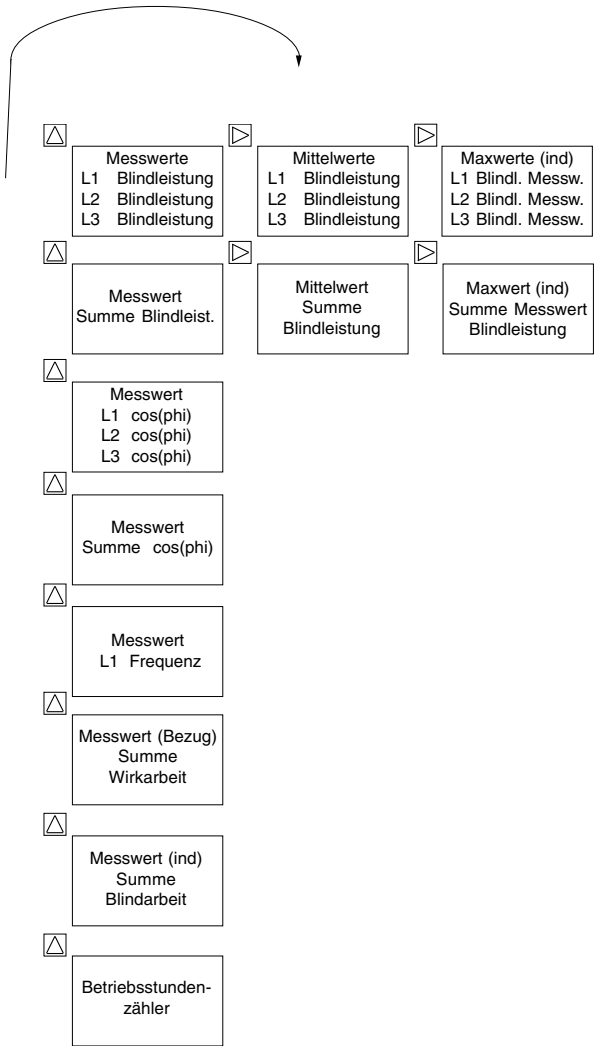 Messwerte
L1 Blindleistung
L2 Blindleistung
L3 Blindleistung
Mittelwerte
L1 Blindleistung
L2 Blindleistung
L3 Blindleistung
Maxwerte (ind)
L1 Blindl. Messw.
L2 Blindl. Messw.
L3 Blindl. Messw.
Messwert
Summe Blindleist.
Mittelwert
Summe
Blindleistung
Maxwert (ind)
Summe Messwert
Blindleistung
Messwert
L1 cos(phi)
L2 cos(phi)
L3 cos(phi)
Messwert
Summe cos(phi)
Messwert
L1 Frequenz
Messwert (Bezug)
Summe
Wirkarbeit
Messwert (ind)
Summe
Blindarbeit
Betriebsstunden-
zähler